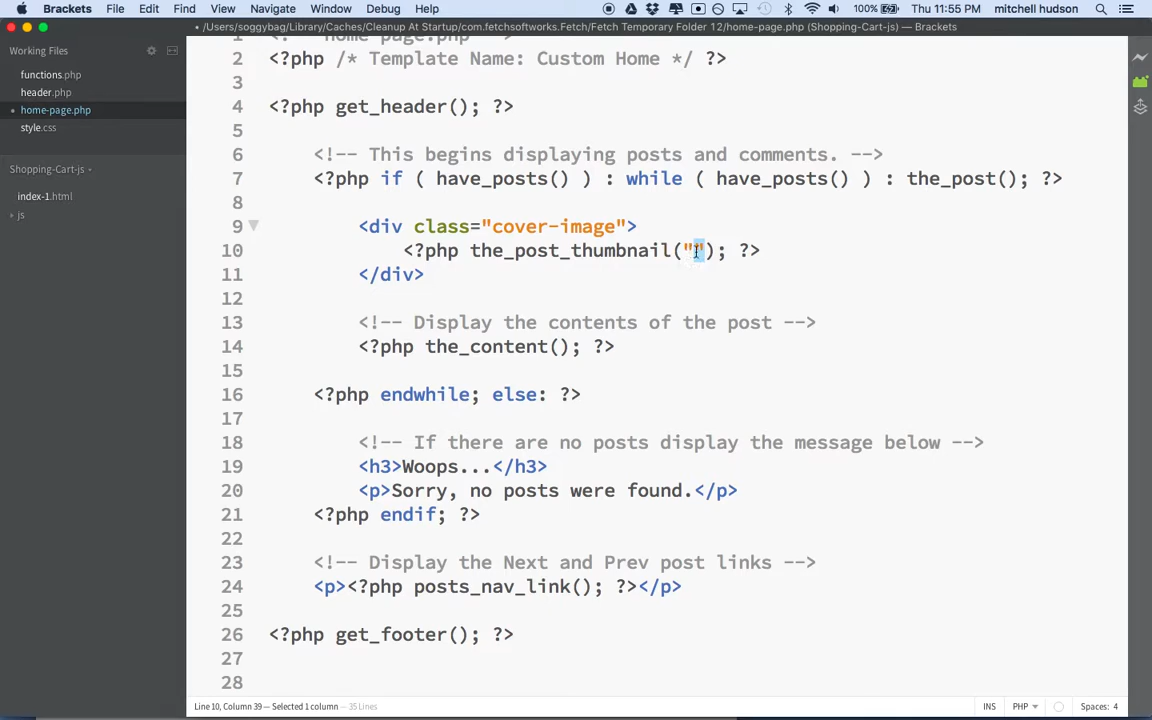 Brackets File Edit Find View Navigate Window Debug Help 100% Thu 11:55 PM mitchell hudson
• /Users/soggybag/Library/Caches/Cleanup At Startup/com.fetchsoftworks.Fetch/Fetch Temporary Folder 12/home-page.php (Shopping-Cart-js) — Brackets
Working Files
functions.php
header.php
• home-page.php
style.css
Shopping-Cart-js
index-1.html
js
1 <!-- home-page.php -->
2 <?php /* Template Name: Custom Home */ ?>
3
4 <?php get_header(); ?>
5
6 <!-- This begins displaying posts and comments. -->
7 <?php if ( have_posts() ) : while ( have_posts() ) : the_post(); ?>
8
9 <div class="cover-image">
10 <?php the_post_thumbnail(""); ?>
11 </div>
12
13 <!-- Display the contents of the post -->
14 <?php the_content(); ?>
15
16 <?php endwhile; else: ?>
17
18 <!-- If there are no posts display the message below -->
19 <h3>Woops...</h3>
20 <p>Sorry, no posts were found.</p>
21 <?php endif; ?>
22
23 <!-- Display the Next and Prev post links -->
24 <p><?php posts_nav_link(); ?></p>
25
26 <?php get_footer(); ?>
27
28
Line 10, Column 39 — Selected 1 column — 35 Lines INS PHP Spaces: 4